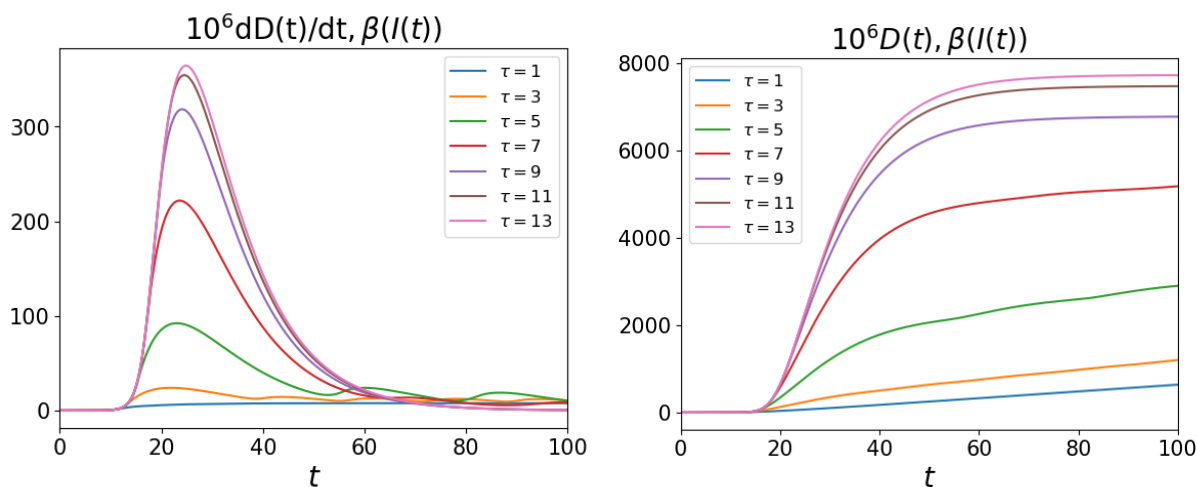 10⁶dD(t)/dt, β(I(t))
300
200
100
0
0 20 40 60 80 100
t
τ = 1
τ = 3
τ = 5
τ = 7
τ = 9
τ = 11
τ = 13
10⁶D(t), β(I(t))
8000
6000
4000
2000
0
0 20 40 60 80 100
t
τ = 1
τ = 3
τ = 5
τ = 7
τ = 9
τ = 11
τ = 13